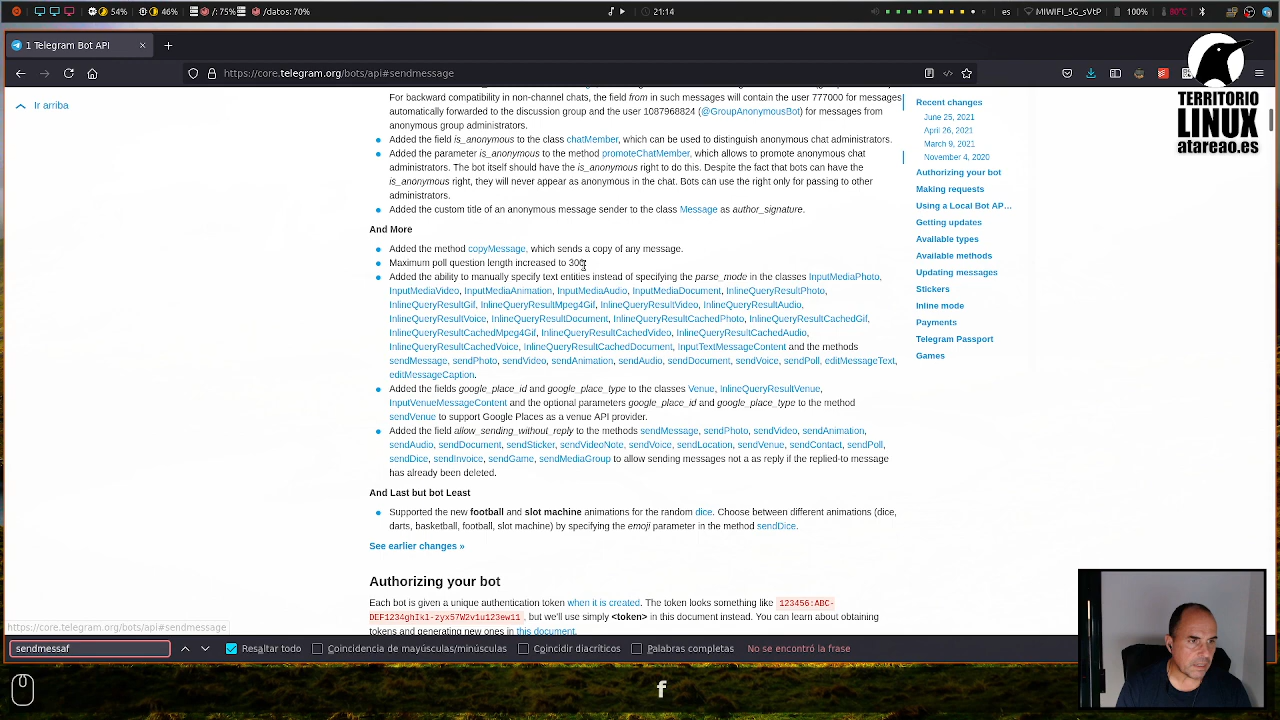 54% /:75% /datos 70% 21:14 es MiWiFi_5G_sVtP 100% 80°
1 Telegram Bot API
https://core.telegram.org/bots/api#sendmessage
TERRITORIO
LINUX
atareao.es
Ir arriba
For backward compatibility in non-channel chats, the field from in such messages will contain the user 777000 for messages
automatically forwarded to the discussion group and the user 1087968824 (@GroupAnonymousBot) for messages from
anonymous group administrators.
Added the field is_anonymous to the class chatMember, which can be used to distinguish anonymous chat administrators.
Added the parameter is_anonymous to the method promoteChatMember, which allows to promote anonymous chat
administrators. The bot itself should have the is_anonymous right to do this. Despite the fact that bots can have the
is_anonymous right, they will never appear as anonymous in the chat. Bots can use the right only for passing to other
administrators.
Added the custom title of an anonymous message sender to the class Message as author_signature.
And More
Added the method copyMessage, which sends a copy of any message.
Maximum poll question length increased to 300.
Added the ability to manually specify text entities instead of specifying the parse_mode in the classes InputMediaPhoto,
InputMediaVideo, InputMediaAnimation, InputMediaAudio, InputMediaDocument, InlineQueryResultPhoto,
InlineQueryResultGif, InlineQueryResultMpeg4Gif, InlineQueryResultVideo, InlineQueryResultAudio,
InlineQueryResultVoice, InlineQueryResultDocument, InlineQueryResultCachedPhoto, InlineQueryResultCachedGif,
InlineQueryResultCachedMpeg4Gif, InlineQueryResultCachedVideo, InlineQueryResultCachedAudio,
InlineQueryResultCachedVoice, InlineQueryResultCachedDocument, InputTextMessageContent and the methods
sendMessage, sendPhoto, sendVideo, sendAnimation, sendAudio, sendDocument, sendVoice, sendPoll, editMessageText,
editMessageCaption.
Added the fields google_place_id and google_place_type to the classes Venue, InlineQueryResultVenue,
InputVenueMessageContent and the optional parameters google_place_id and google_place_type to the method
sendVenue to support Google Places as a venue API provider.
Added the field allow_sending_without_reply to the methods sendMessage, sendPhoto, sendVideo, sendAnimation,
sendAudio, sendDocument, sendSticker, sendVideoNote, sendVoice, sendLocation, sendVenue, sendContact, sendPoll,
sendDice, sendInvoice, sendGame, sendMediaGroup to allow sending messages not a as reply if the replied-to message
has already been deleted.
And Last but bot Least
Supported the new football and slot machine animations for the random dice. Choose between different animations (dice,
darts, basketball, football, slot machine) by specifying the emoji parameter in the method sendDice.
See earlier changes »
Authorizing your bot
Each bot is given a unique authentication token when it is created. The token looks something like 123456:ABC-
DEF1234ghIkl-zyx57W2v1u123ew11, but we'll use simply <token> in this document instead. You can learn about obtaining
tokens and generating new ones in this document.
Recent changes
June 25, 2021
April 26, 2021
March 9, 2021
November 4, 2020
Authorizing your bot
Making requests
Using a Local Bot AP…
Getting updates
Available types
Available methods
Updating messages
Stickers
Inline mode
Payments
Telegram Passport
Games
https://core.telegram.org/bots/api#sendmessage
sendmessaf Resaltar todo Coincidencia de mayúsculas/minúsculas Coincidir diacríticos Palabras completas No se encontró la frase
f